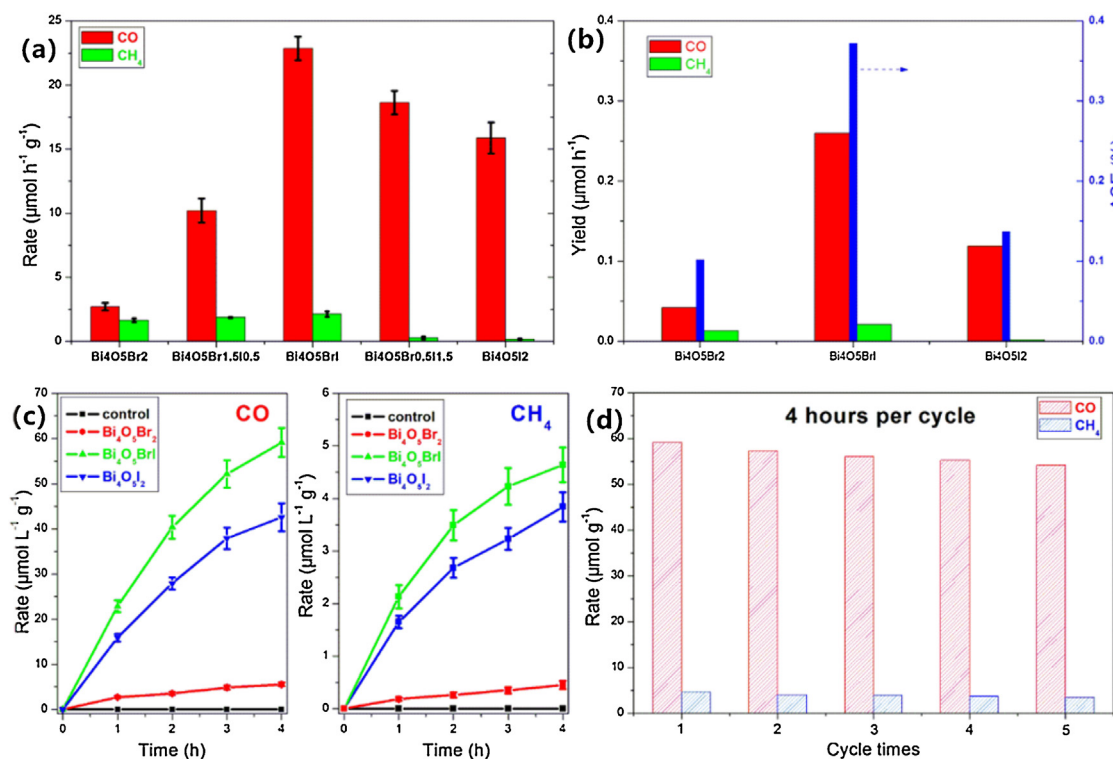 (a)
CO
CH₄
25
20
15
10
5
0
Rate (μmol h⁻¹ g⁻¹)
Bi4O5Br2
Bi4O5Br1.5I0.5
Bi4O5BrI
Bi4O5Br0.5I1.5
Bi4O5I2
(b)
CO
CH₄
0.4
0.3
0.2
0.1
0.0
Yield (μmol h⁻¹)
0.4
0.3
0.2
0.1
0.0
Bi4O5Br2
Bi4O5BrI
Bi4O5I2
(c)
CO
control
Bi₄O₅Br₂
Bi₄O₅BrI
Bi₄O₅I₂
70
60
50
40
30
20
10
0
Rate (μmol L⁻¹ g⁻¹)
0 1 2 3 4
Time (h)
CH₄
control
Bi₄O₅Br₂
Bi₄O₅BrI
Bi₄O₅I₂
6
5
4
3
2
1
0
Rate (μmol L⁻¹ g⁻¹)
0 1 2 3 4
Time (h)
(d)
4 hours per cycle
CO
CH₄
70
60
50
40
30
20
10
0
Rate (μmol g⁻¹)
1 2 3 4 5
Cycle times